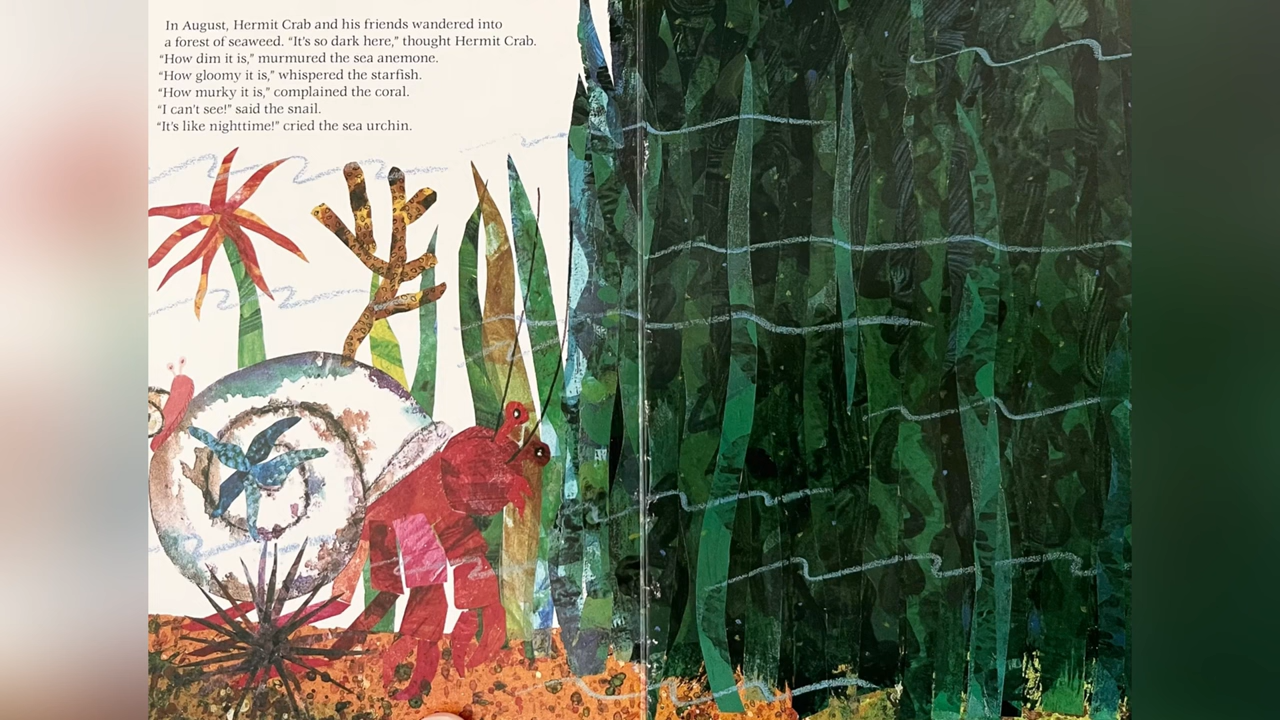 In August, Hermit Crab and his friends wandered into
a forest of seaweed. “It’s so dark here,” thought Hermit Crab.
“How dim it is,” murmured the sea anemone.
“How gloomy it is,” whispered the starfish.
“How murky it is,” complained the coral.
“I can’t see!” said the snail.
“It’s like nighttime!” cried the sea urchin.